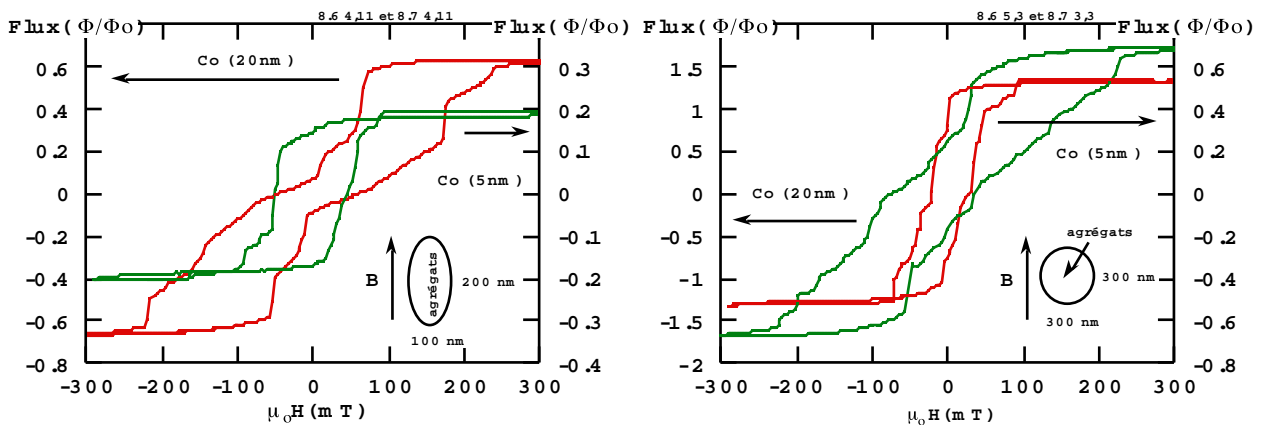 8.6 4,11 et 8.7 4,11
Flux(Φ/Φo) Flux(Φ/Φo)
0.6
0.4
0.2
0
-0.2
-0.4
-0.6
-0.8
0.3
0.2
0.1
0
-0.1
-0.2
-0.3
-0.4
Co (20nm)
Co (5nm)
B
agrégats
200 nm
100 nm
-300 -200 -100 0 100 200 300
μoH(mT)
8.6 5,3 et 8.7 3,3
Flux(Φ/Φo) Flux(Φ/Φo)
1.5
1
0.5
0
-0.5
-1
-1.5
-2
0.6
0.4
0.2
0
-0.2
-0.4
-0.6
-0.8
Co (5nm)
Co (20nm)
B
agrégats
300 nm
300 nm
-300 -200 -100 0 100 200 300
μoH(mT)